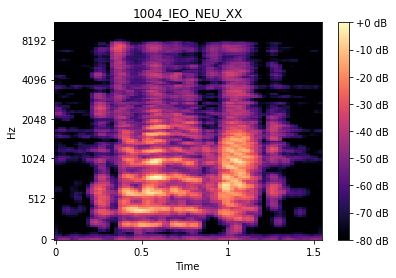 1004_IEO_NEU_XX
8192
4096
2048
1024
512
0
Hz
0
0.5
1
1.5
Time
+0 dB
-10 dB
-20 dB
-30 dB
-40 dB
-50 dB
-60 dB
-70 dB
-80 dB